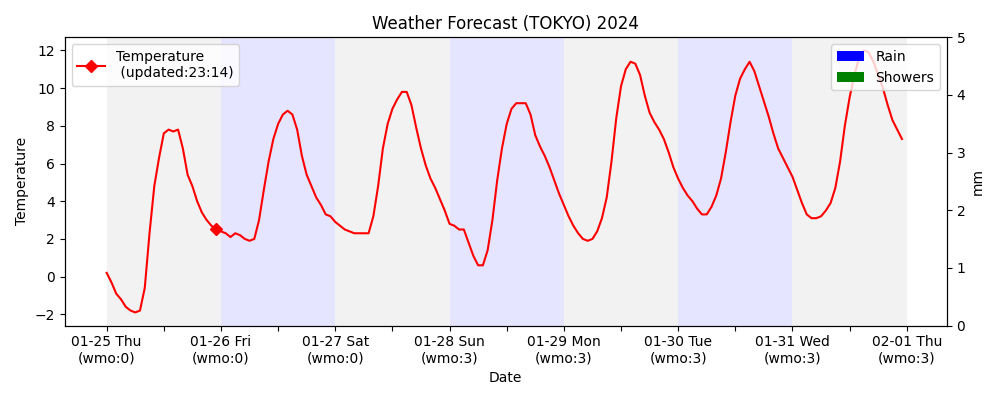 Weather Forecast (TOKYO) 2024
Temperature
(updated:23:14)
Rain
Showers
12
10
8
6
4
2
0
−2
Temperature
5
4
3
2
1
0
mm
01-25 Thu
(wmo:0)
01-26 Fri
(wmo:0)
01-27 Sat
(wmo:0)
01-28 Sun
(wmo:3)
01-29 Mon
(wmo:3)
01-30 Tue
(wmo:3)
01-31 Wed
(wmo:3)
02-01 Thu
(wmo:3)
Date